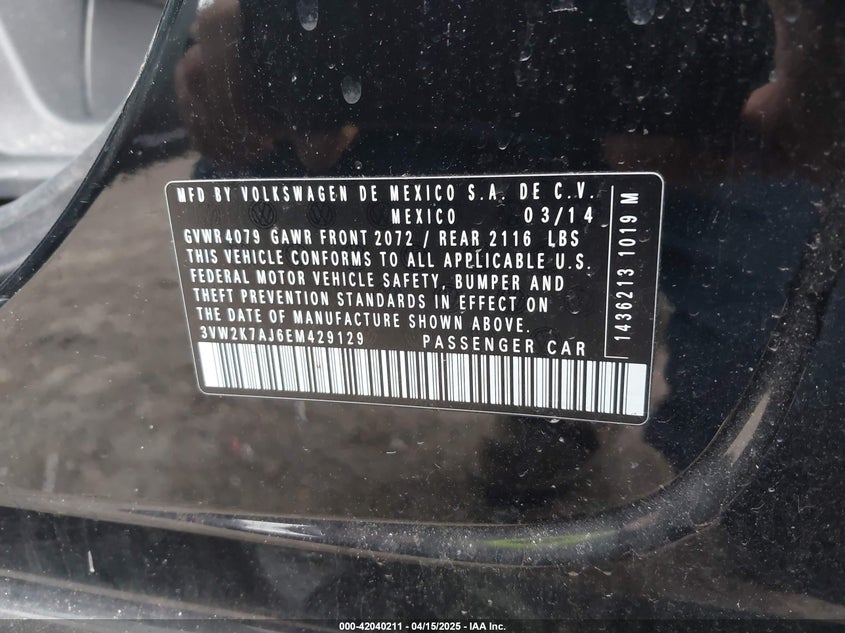 MFD BY VOLKSWAGEN DE MEXICO S.A. DE C.V.
MEXICO 03/14
GVWR 4079 GAWR FRONT 2072 / REAR 2116 LBS
THIS VEHICLE CONFORMS TO ALL APPLICABLE U.S.
FEDERAL MOTOR VEHICLE SAFETY, BUMPER AND
THEFT PREVENTION STANDARDS IN EFFECT ON
THE DATE OF MANUFACTURE SHOWN ABOVE.
3VW2K7AJ6EM429129 PASSENGER CAR
1436213 1019 M
000-42040211 - 04/15/2025 - IAA Inc.